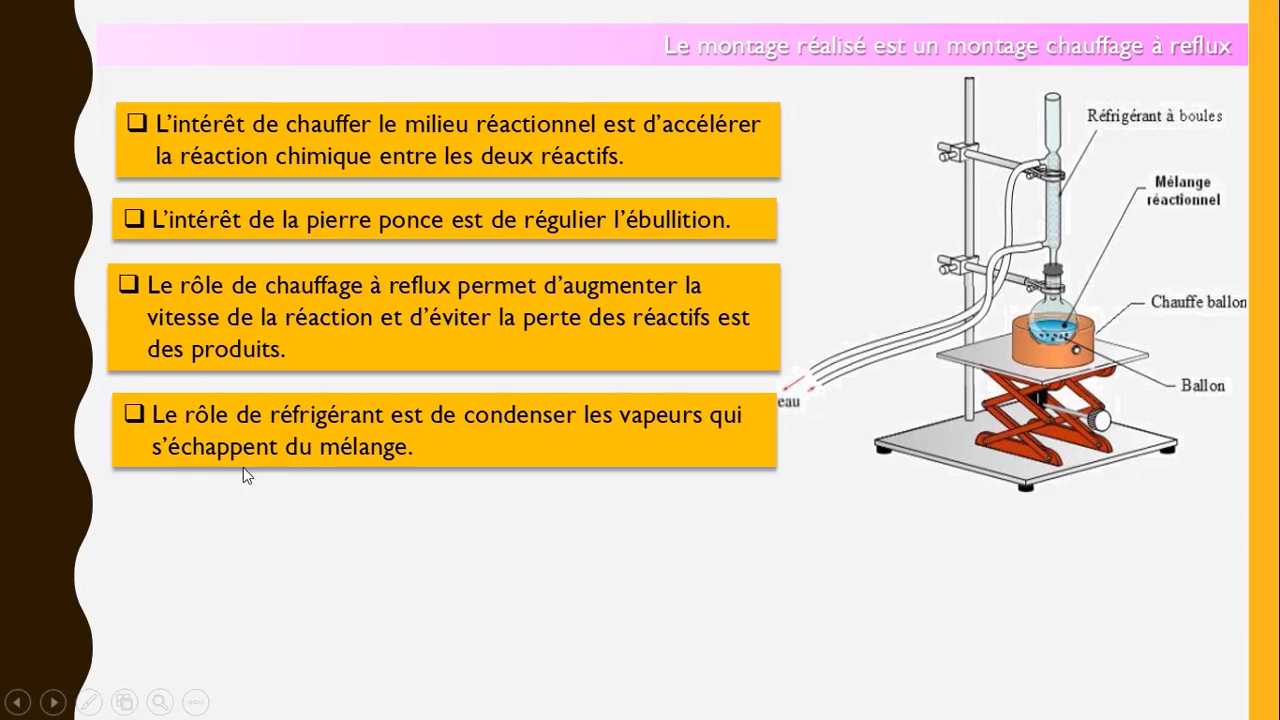 Le montage réalisé est un montage chauffage à reflux
❑ L'intérêt de chauffer le milieu réactionnel est d'accélérer
la réaction chimique entre les deux réactifs.
❑ L'intérêt de la pierre ponce est de régulier l'ébullition.
❑ Le rôle de chauffage à reflux permet d'augmenter la
vitesse de la réaction et d'éviter la perte des réactifs est
des produits.
❑ Le rôle de réfrigérant est de condenser les vapeurs qui
s'échappent du mélange.
Réfrigérant à boules
Mélange
réactionnel
Chauffe ballon
Ballon
eau